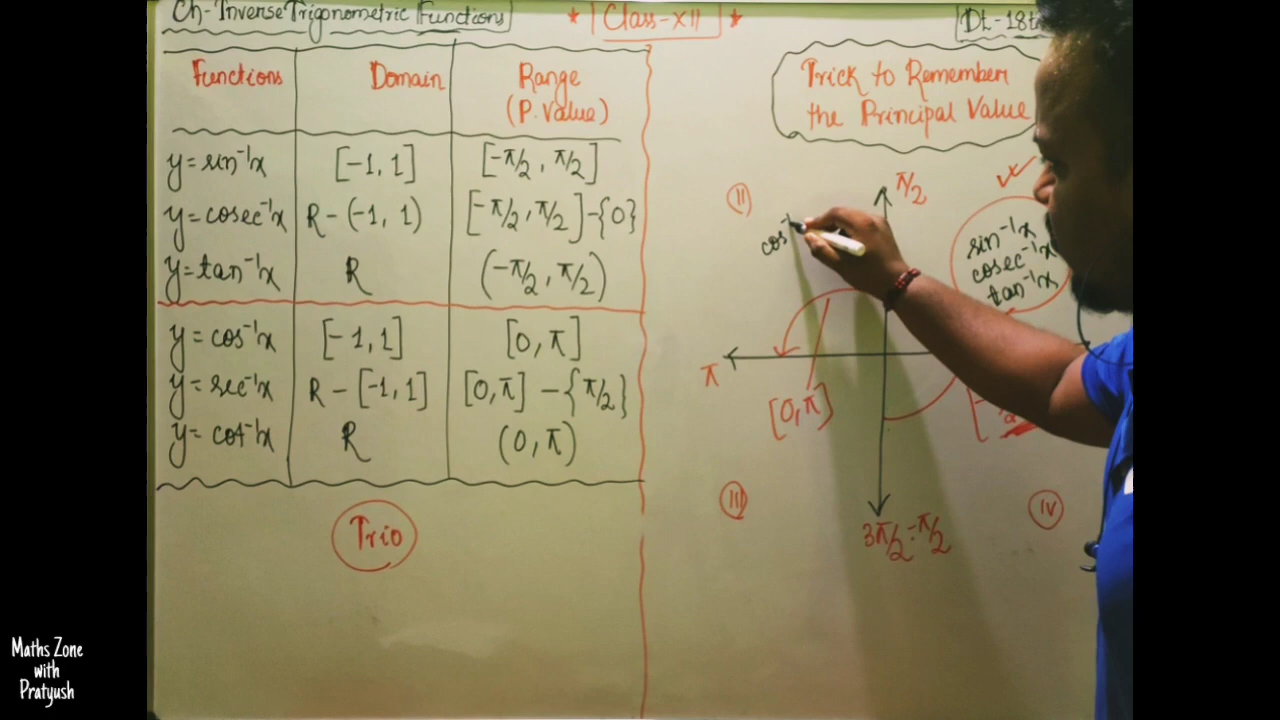 Ch-Inverse Trigonometric Functions
★ Class-XII ★
Dt-18t
Functions Domain Range
(P. Value)
y=sin⁻¹x [-1, 1] [-π/2, π/2]
y=cosec⁻¹x R-(-1, 1) [-π/2, π/2]-{0}
y=tan⁻¹x R (-π/2, π/2)
y=cos⁻¹x [-1, 1] [0, π]
y=sec⁻¹x R-[-1, 1] [0, π]-{π/2}
y=cot⁻¹x R (0, π)
Trio
Trick to Remember
the Principal Value
π/2
II
cos⁻
sin⁻¹x
cosec⁻¹x
tan⁻¹x
π
[0, π]
III
IV
3π/2=-π/2
Maths Zone
with
Pratyush